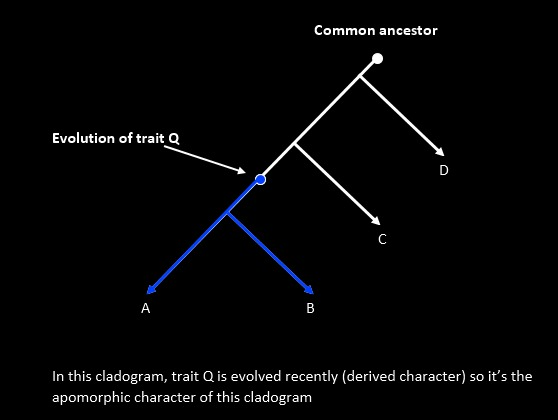 Common ancestor
Evolution of trait Q
D
C
A
B
In this cladogram, trait Q is evolved recently (derived character) so it's the
apomorphic character of this cladogram